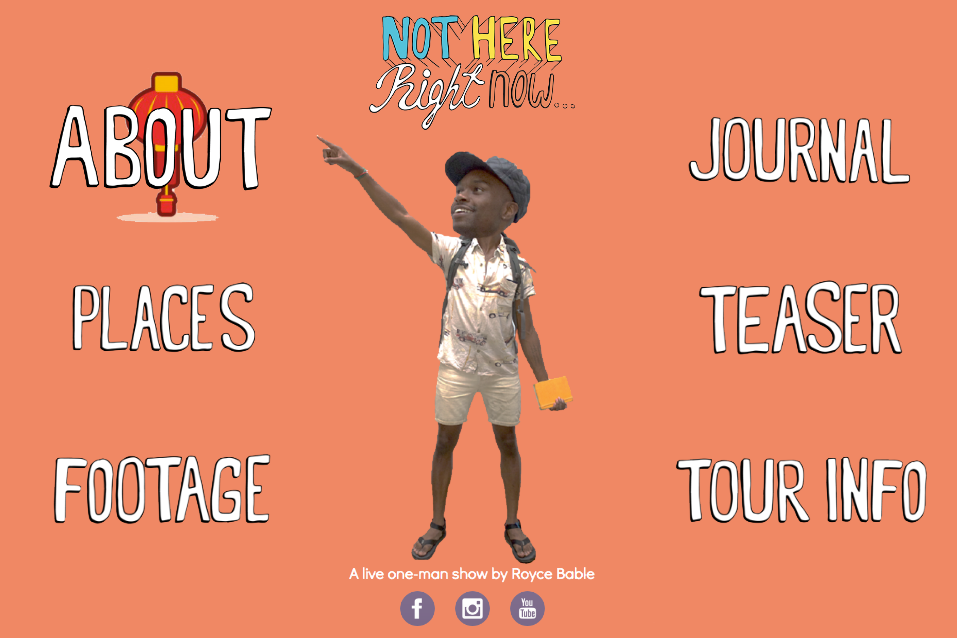 NOT HERE
Right now...
ABOUT
JOURNAL
PLACES
TEASER
FOOTAGE
TOUR INFO
A live one-man show by Royce Bable
f
You
Tube